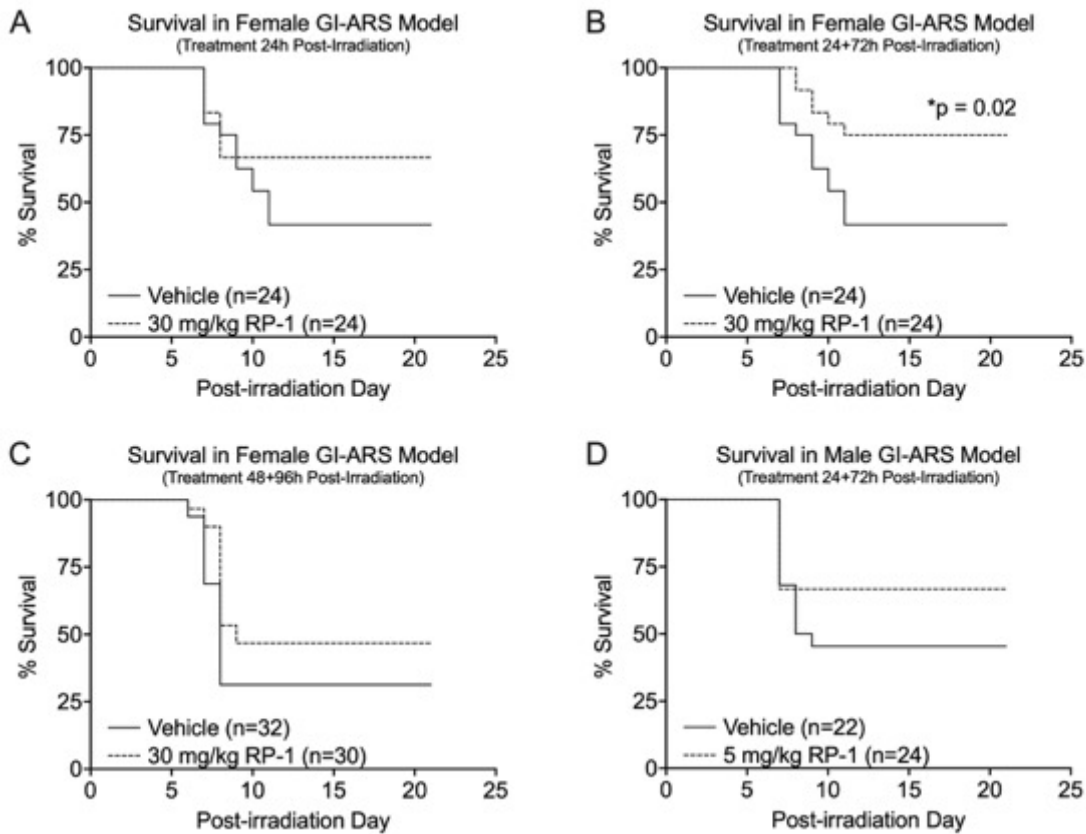 A
Survival in Female GI-ARS Model
(Treatment 24h Post-Irradiation)
% Survival
100
75
50
25
0
Vehicle (n=24)
30 mg/kg RP-1 (n=24)
0 5 10 15 20 25
Post-irradiation Day
B
Survival in Female GI-ARS Model
(Treatment 24+72h Post-Irradiation)
% Survival
100
75
50
25
0
*p = 0.02
Vehicle (n=24)
30 mg/kg RP-1 (n=24)
0 5 10 15 20 25
Post-irradiation Day
C
Survival in Female GI-ARS Model
(Treatment 48+96h Post-Irradiation)
% Survival
100
75
50
25
0
Vehicle (n=32)
30 mg/kg RP-1 (n=30)
0 5 10 15 20 25
Post-irradiation Day
D
Survival in Male GI-ARS Model
(Treatment 24+72h Post-Irradiation)
% Survival
100
75
50
25
0
Vehicle (n=22)
5 mg/kg RP-1 (n=24)
0 5 10 15 20 25
Post-irradiation Day